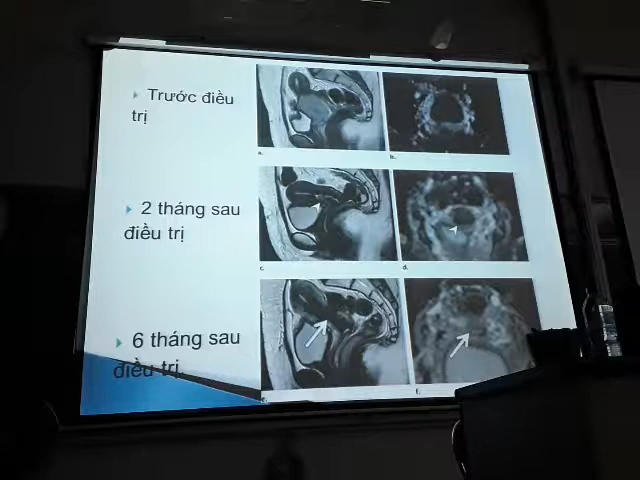 Trước điều
trị
a.
b.
2 tháng sau
điều trị
c
d.
6 tháng sau
điều trị.
f.